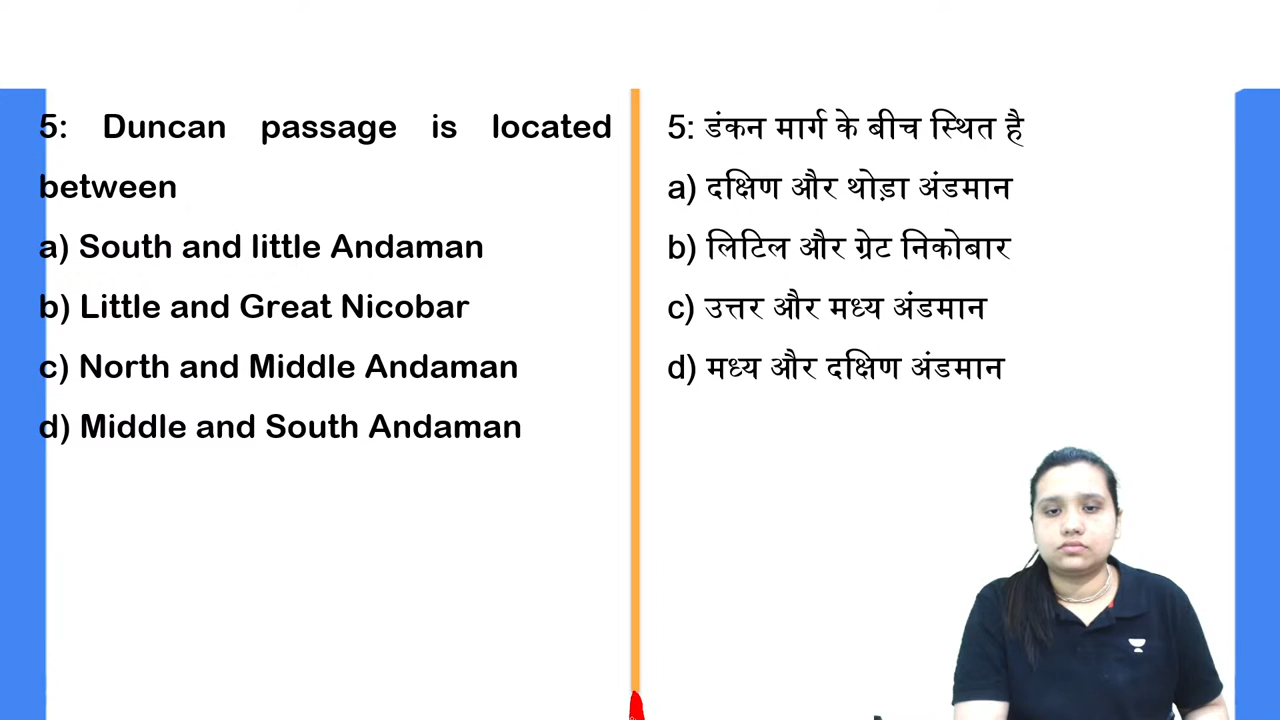 5: Duncan passage is located
between
a) South and little Andaman
b) Little and Great Nicobar
c) North and Middle Andaman
d) Middle and South Andaman
5: डंकन मार्ग के बीच स्थित है
a) दक्षिण और थोड़ा अंडमान
b) लिटिल और ग्रेट निकोबार
c) उत्तर और मध्य अंडमान
d) मध्य और दक्षिण अंडमान